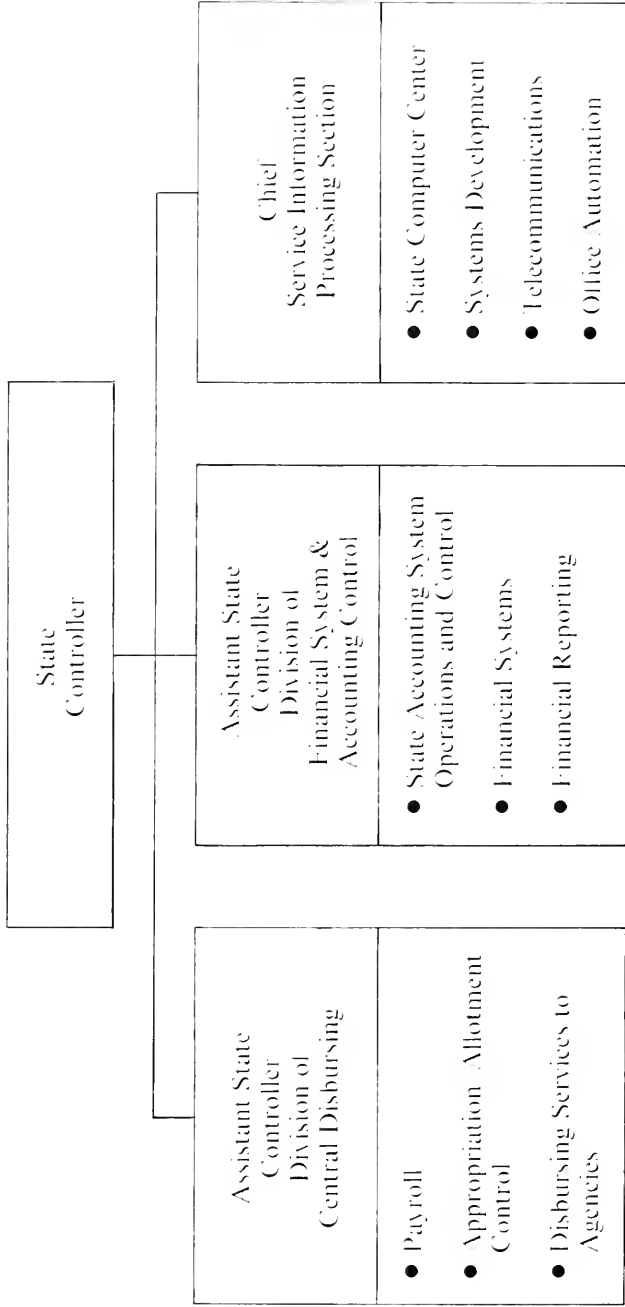 State
Controller
Assistant State
Controller
Division of
Central Disbursing
● Payroll
● Appropriation Allotment
Control
● Disbursing Services to
Agencies
Assistant State
Controller
Division of
Financial System &
Accounting Control
● State Accounting System
Operations and Control
● Financial Systems
● Financial Reporting
Chief
Service Information
Processing Section
● State Computer Center
● Systems Development
● Telecommunications
● Office Automation